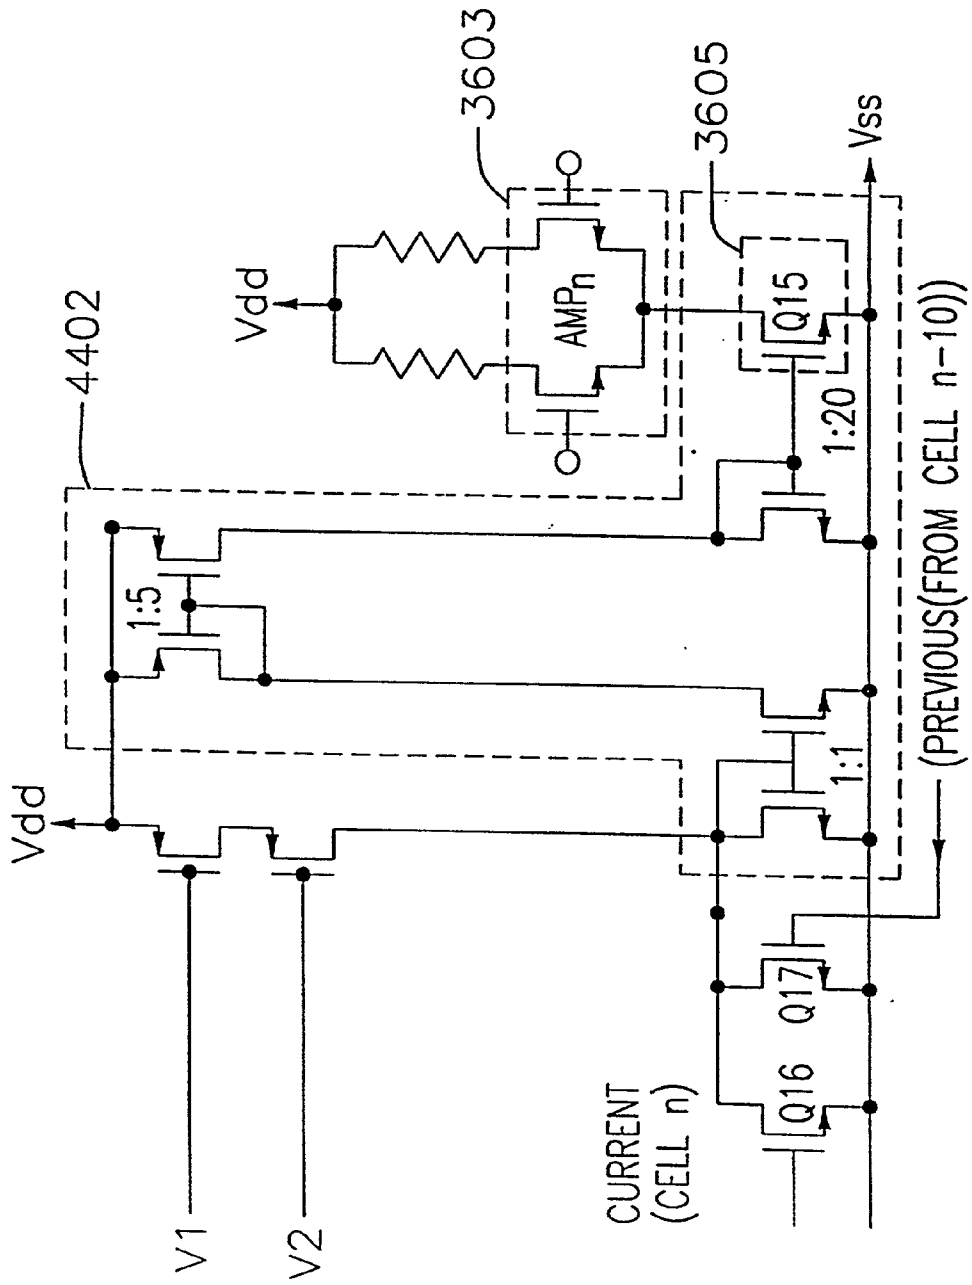 V1
V2
Vdd
4402
Vdd
3603
1:5
AMPn
CURRENT
(CELL n)
Q16
Q17
1:1
1:20
Q15
3605
Vss
(PREVIOUS(FROM CELL n-10))